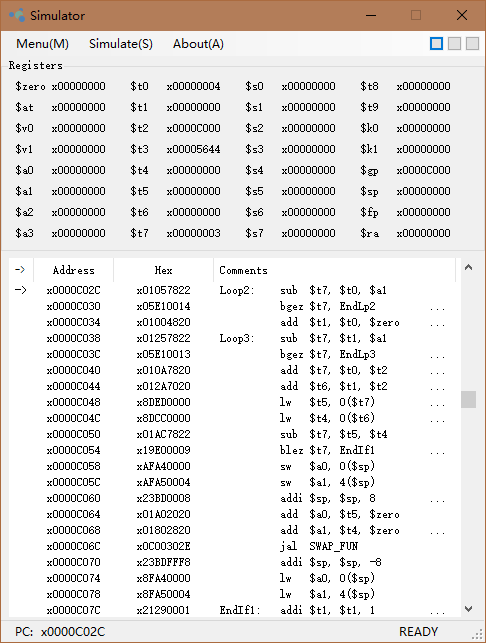 Simulator
Menu(M) Simulate(S) About(A)
Registers
$zero x00000000 $t0 x00000004 $s0 x00000000 $t8 x00000000
$at x00000000 $t1 x00000000 $s1 x00000000 $t9 x00000000
$v0 x00000000 $t2 x0000C000 $s2 x00000000 $k0 x00000000
$v1 x00000000 $t3 x00005644 $s3 x00000000 $k1 x00000000
$a0 x00000000 $t4 x00000000 $s4 x00000000 $gp x0000C000
$a1 x00000000 $t5 x00000000 $s5 x00000000 $sp x00000000
$a2 x00000000 $t6 x00000000 $s6 x00000000 $fp x00000000
$a3 x00000000 $t7 x00000003 $s7 x00000000 $ra x00000000
-> Address Hex Comments
-> x0000C02C x01057822 Loop2: sub $t7, $t0, $a1
x0000C030 x05E10014 bgez $t7, EndLp2 ...
x0000C034 x01004820 add $t1, $t0, $zero ...
x0000C038 x01257822 Loop3: sub $t7, $t1, $a1
x0000C03C x05E10013 bgez $t7, EndLp3 ...
x0000C040 x010A7820 add $t7, $t0, $t2 ...
x0000C044 x012A7020 add $t6, $t1, $t2 ...
x0000C048 x8DED0000 lw $t5, 0($t7) ...
x0000C04C x8DCC0000 lw $t4, 0($t6) ...
x0000C050 x01AC7822 sub $t7, $t5, $t4
x0000C054 x19E00009 blez $t7, EndIf1 ...
x0000C058 xAFA40000 sw $a0, 0($sp)
x0000C05C xAFA50004 sw $a1, 4($sp)
x0000C060 x23BD0008 addi $sp, $sp, 8 ...
x0000C064 x01A02020 add $a0, $t5, $zero
x0000C068 x01802820 add $a1, $t4, $zero ...
x0000C06C x0C00302E jal SWAP_FUN
x0000C070 x23BDFFF8 addi $sp, $sp, -8
x0000C074 x8FA40000 lw $a0, 0($sp)
x0000C078 x8FA50004 lw $a1, 4($sp)
x0000C07C x21290001 EndIf1: addi $t1, $t1, 1 ...
PC: x0000C02C READY